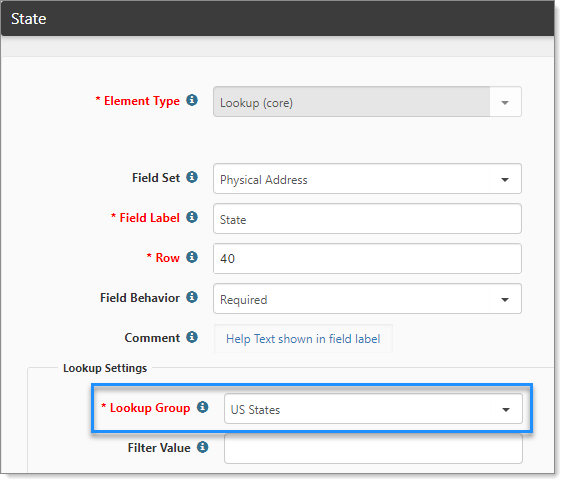 State
* Element Type
Lookup (core)
Field Set
Physical Address
* Field Label
State
* Row
40
Field Behavior
Required
Comment
Help Text shown in field label
Lookup Settings
* Lookup Group
US States
Filter Value